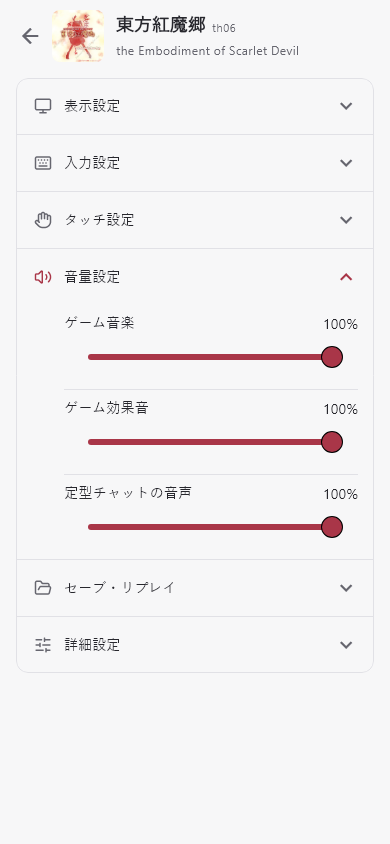 東方紅魔郷 th06
the Embodiment of Scarlet Devil
表示設定
入力設定
タッチ設定
音量設定
ゲーム音楽 100%
ゲーム効果音 100%
定型チャットの音声 100%
セーブ・リプレイ
詳細設定